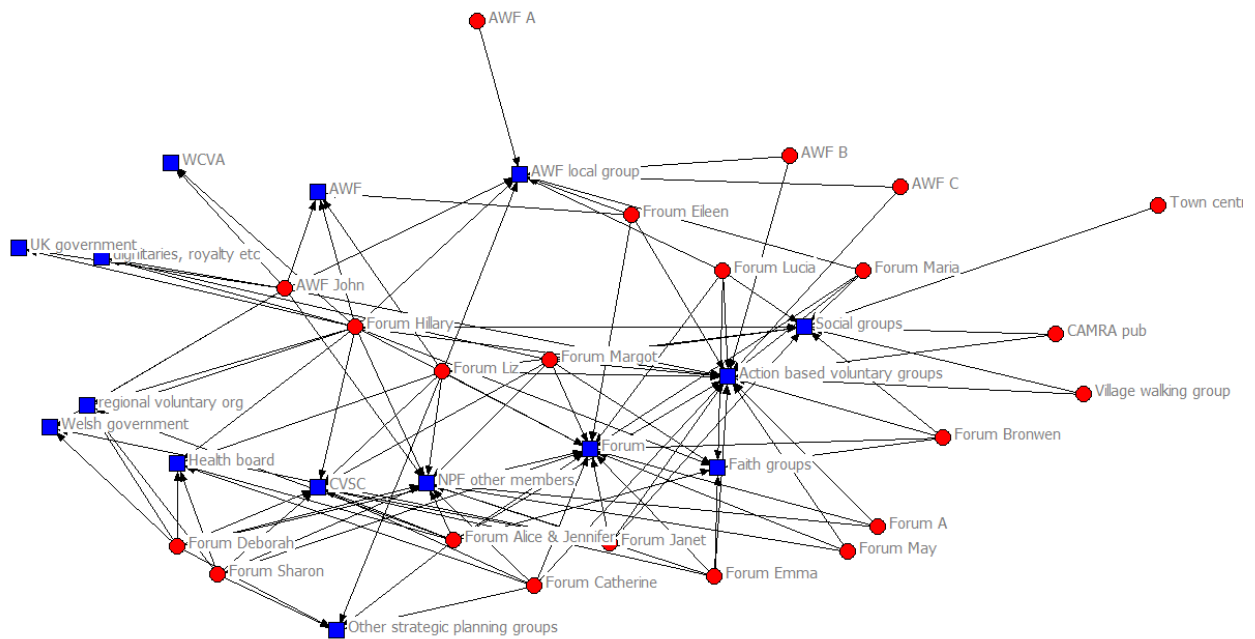 AWF A
AWF B
WCVA
AWF local group
AWF
AWF C
Town centr
Froum Eileen
UK government
dignitaries, royalty etc
Forum Lucia
Forum Maria
AWF John
Forum Hillary
Social groups
CAMRA pub
Forum Margot
Forum Liz
Action based voluntary groups
Village walking group
regional voluntary org
Welsh government
Forum Bronwen
Forum
Health board
Faith groups
CVSC
NPF other members
Forum A
Forum Deborah
Forum Alice & Jennifer
Forum Janet
Forum May
Forum Sharon
Forum Catherine
Forum Emma
Other strategic planning groups